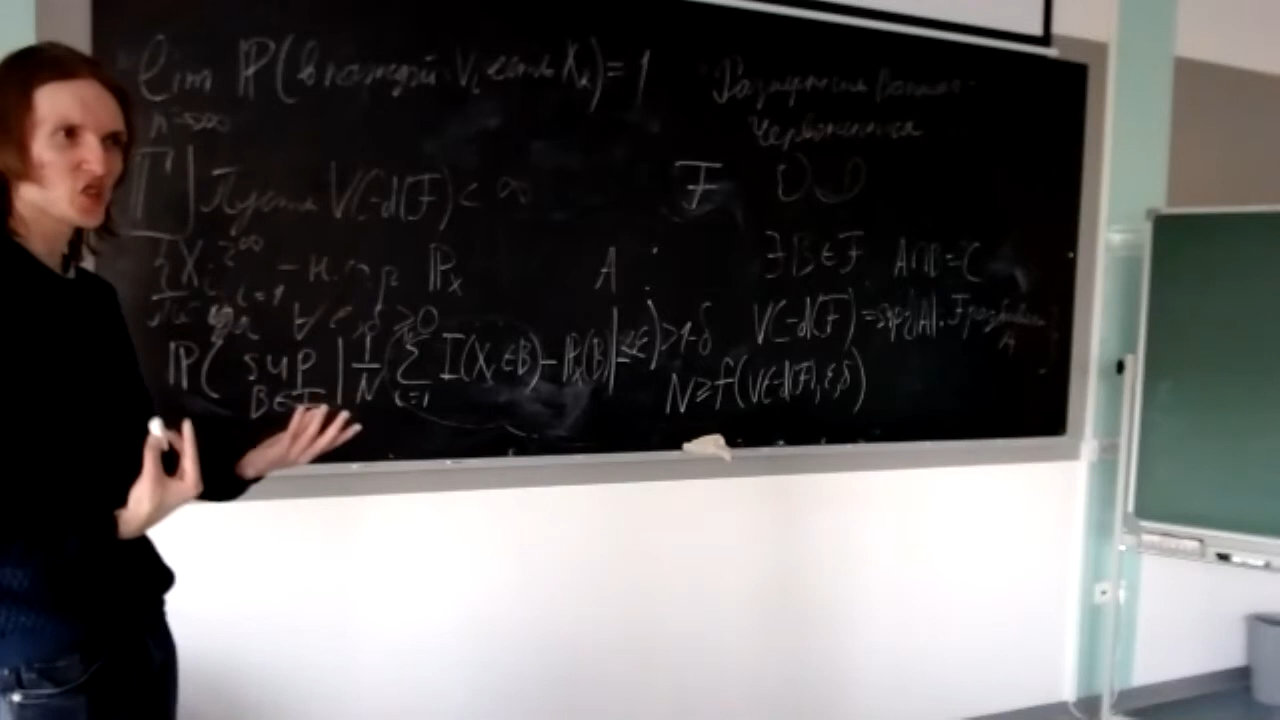 lim P(в каждой V_i есть X_k) = 1
n→∞
[T] Пусть VC-d(F) < ∞
{X_i}_{i=1}^∞ - н.о.р P_X
∀ ε, δ ≥ 0
P( sup_{B∈F} | 1/N Σ_{i=1} I(X_i ∈ B) - P_X(B) | ≤ ε) > 1-δ
Размерность Вапника-
Червоненкиса
F
A :
∃ B ∈ F A∩B = C
VC-d(F) = sup{|A| : F разбивает A}
N ≥ f(VC-d(F), ε, δ)